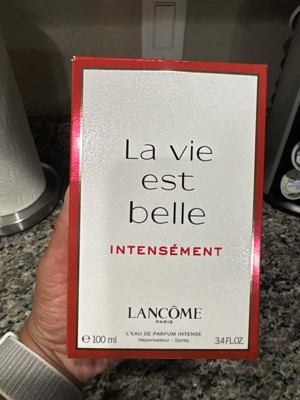 La vie
est
belle
INTENSÉMENT
LANCÔME
PARIS
L'EAU DE PARFUM INTENSE
℮ 100 ml Vaporisateur - Spray 3.4 FL.OZ.